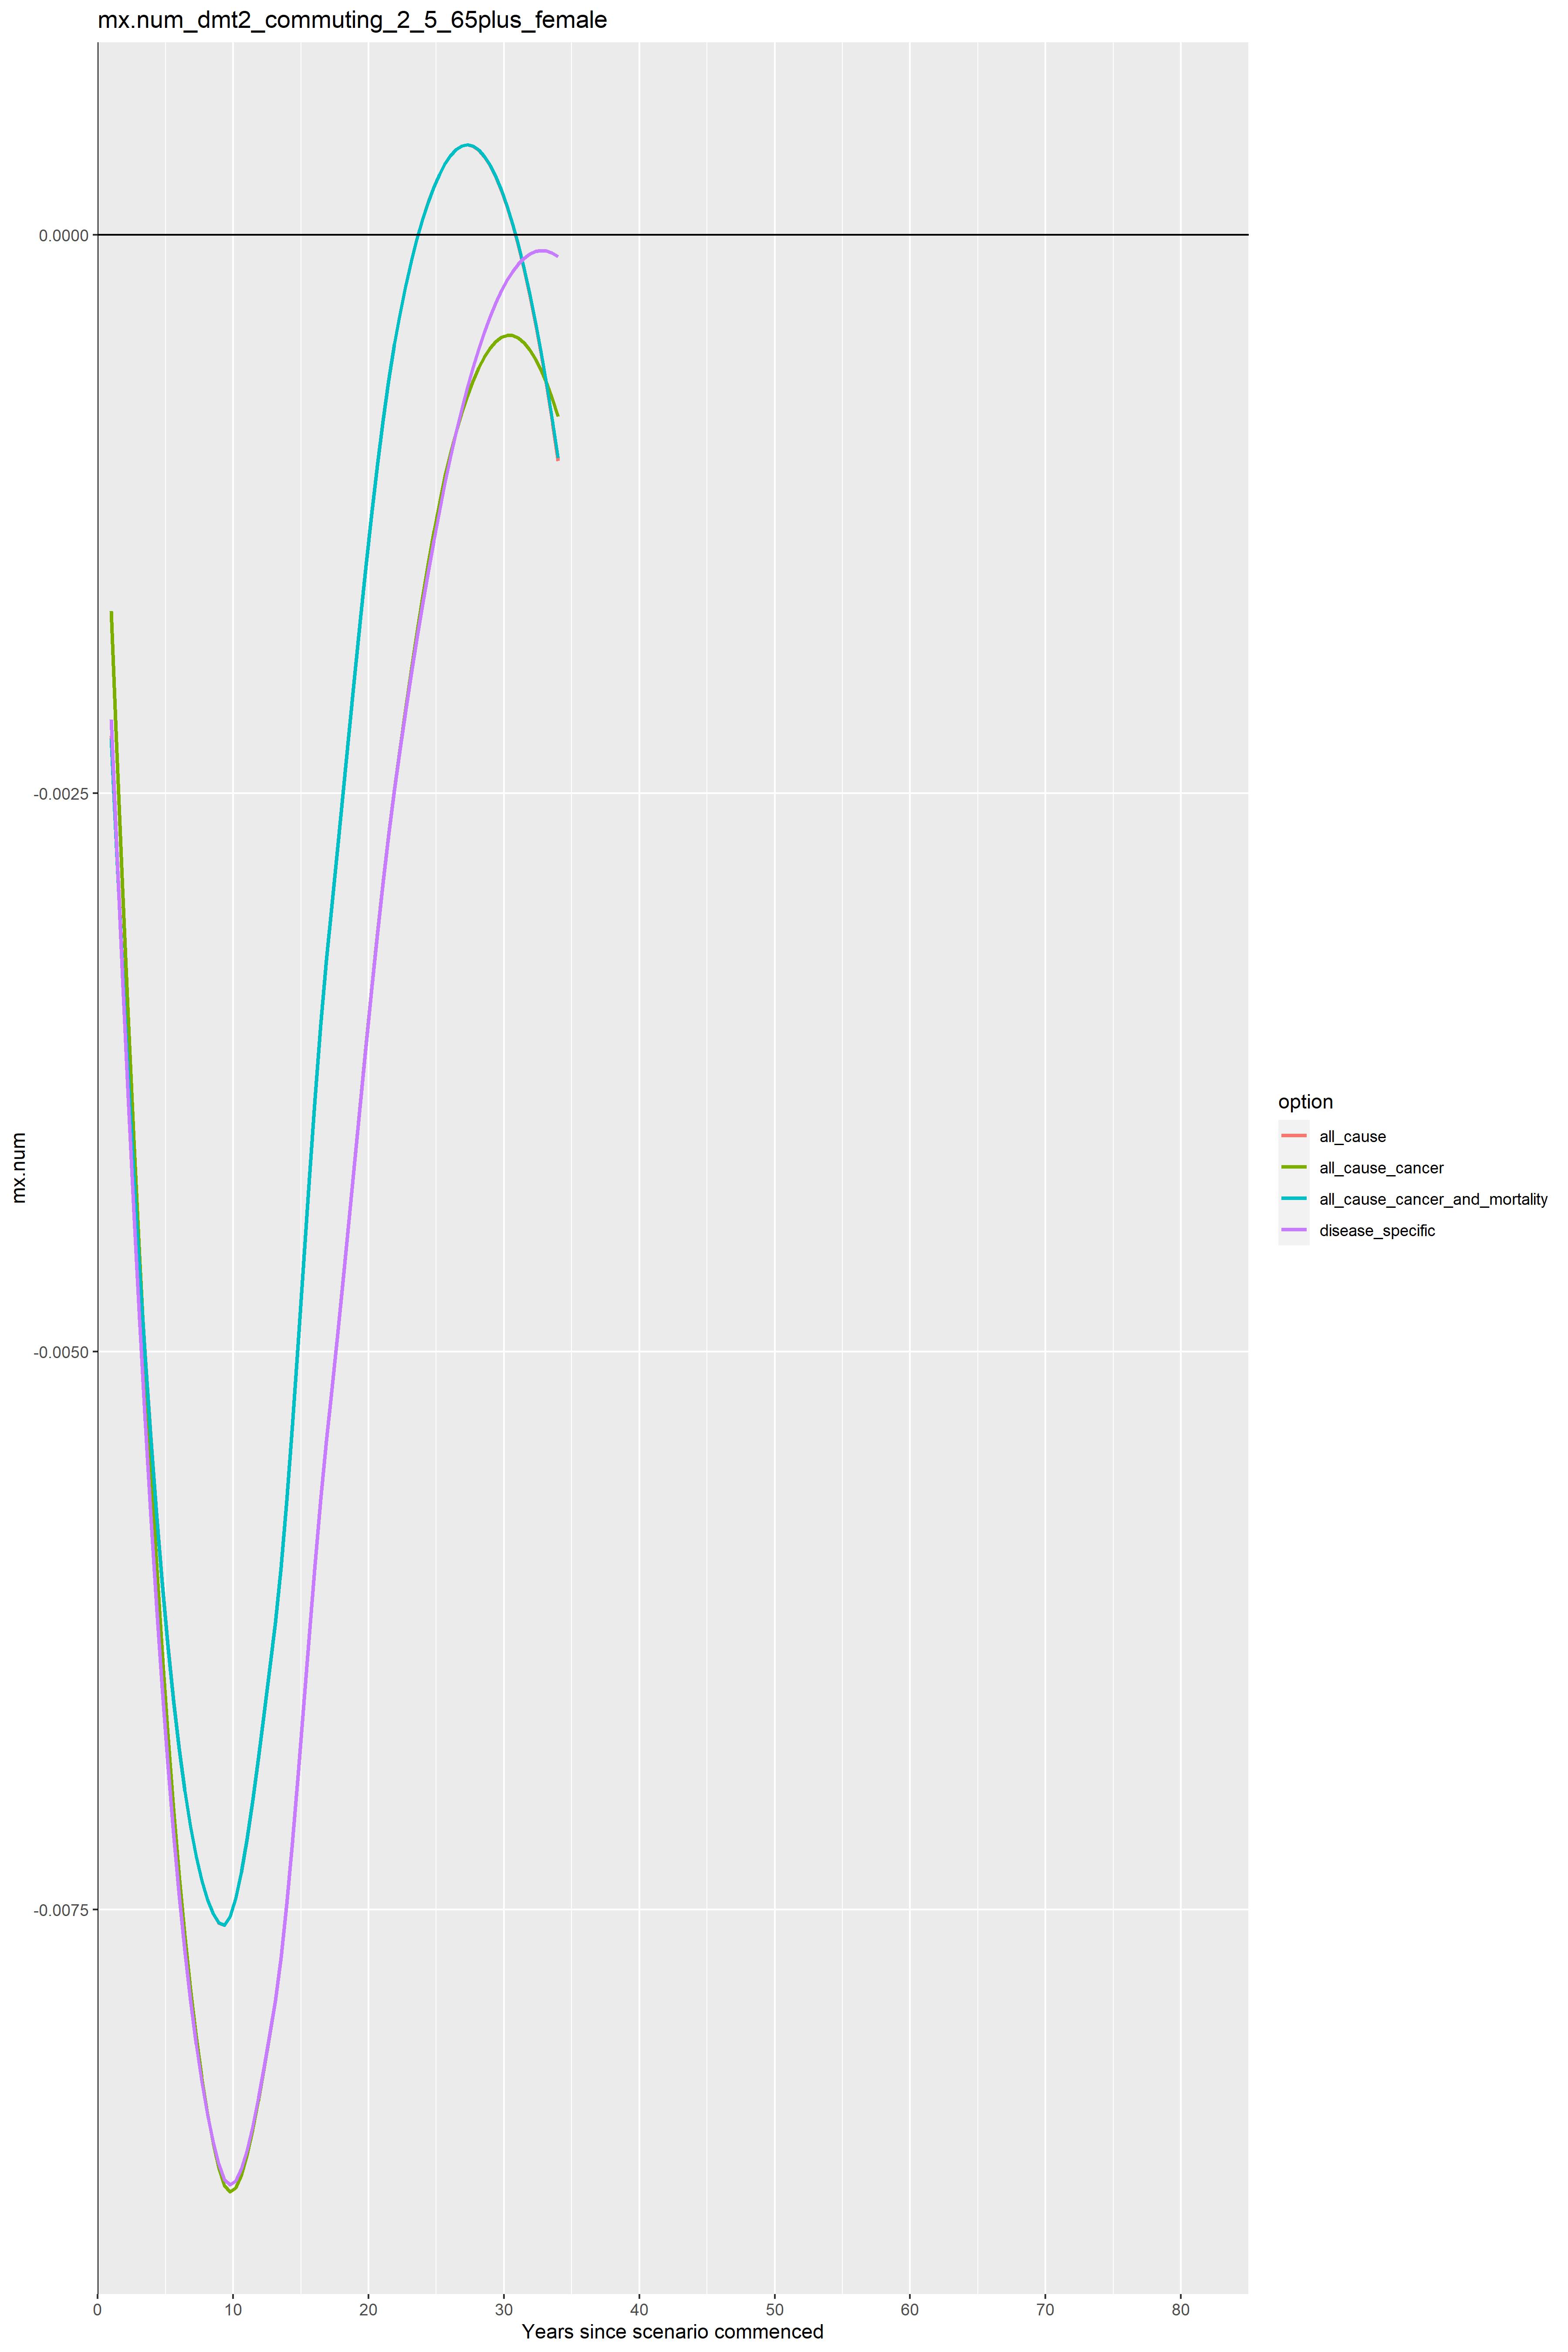 mx.num_dmt2_commuting_2_5_65plus_female
0.0000
-0.0025
-0.0050
-0.0075
mx.num
0 10 20 30 40 50 60 70 80
Years since scenario commenced
option
all_cause
all_cause_cancer
all_cause_cancer_and_mortality
disease_specific